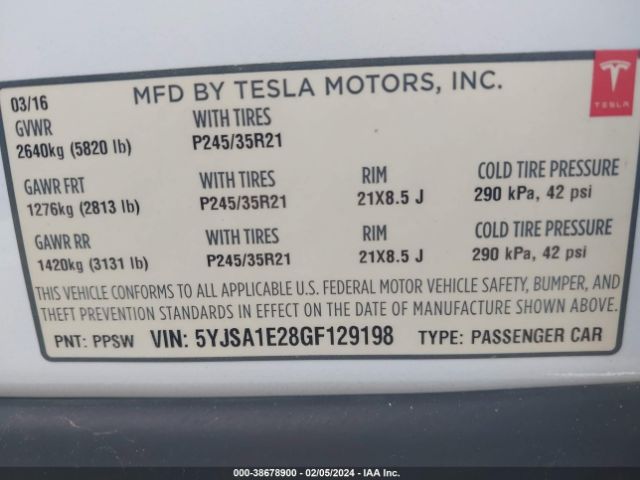 03/16 MFD BY TESLA MOTORS, INC.
TESLA
GVWR WITH TIRES
2640kg (5820 lb) P245/35R21
GAWR FRT WITH TIRES RIM COLD TIRE PRESSURE
1276kg (2813 lb) P245/35R21 21X8.5 J 290 kPa, 42 psi
GAWR RR WITH TIRES RIM COLD TIRE PRESSURE
1420kg (3131 lb) P245/35R21 21X8.5 J 290 kPa, 42 psi
THIS VEHICLE CONFORMS TO ALL APPLICABLE U.S. FEDERAL MOTOR VEHICLE SAFETY, BUMPER, AND
THEFT PREVENTION STANDARDS IN EFFECT ON THE DATE OF MANUFACTURE SHOWN ABOVE.
PNT: PPSW VIN: 5YJSA1E28GF129198 TYPE: PASSENGER CAR
000-38678900 - 02/05/2024 - IAA Inc.